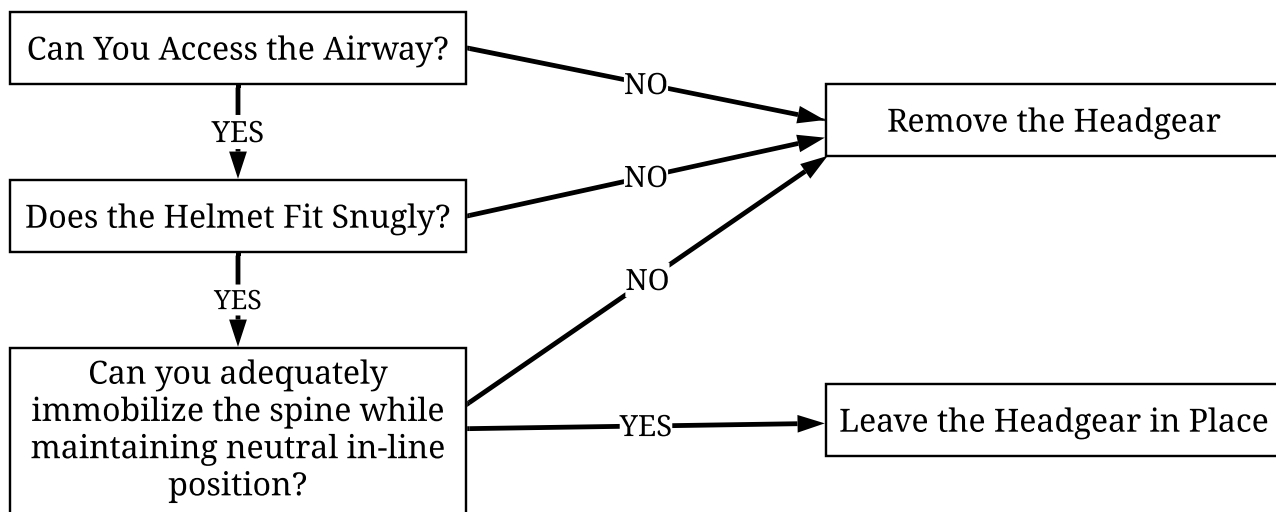 Can You Access the Airway?
NO
Remove the Headgear
YES
NO
Does the Helmet Fit Snugly?
NO
YES
Can you adequately
immobilize the spine while
maintaining neutral in-line
position?
YES
Leave the Headgear in Place